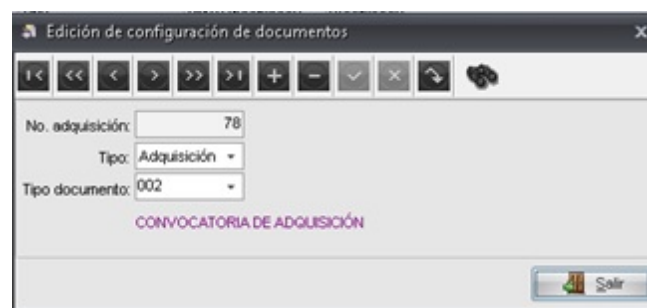 Edición de configuración de documentos
No. adquisición: 78
Tipo: Adquisición
Tipo documento: 002
CONVOCATORIA DE ADQUISICIÓN
Salir